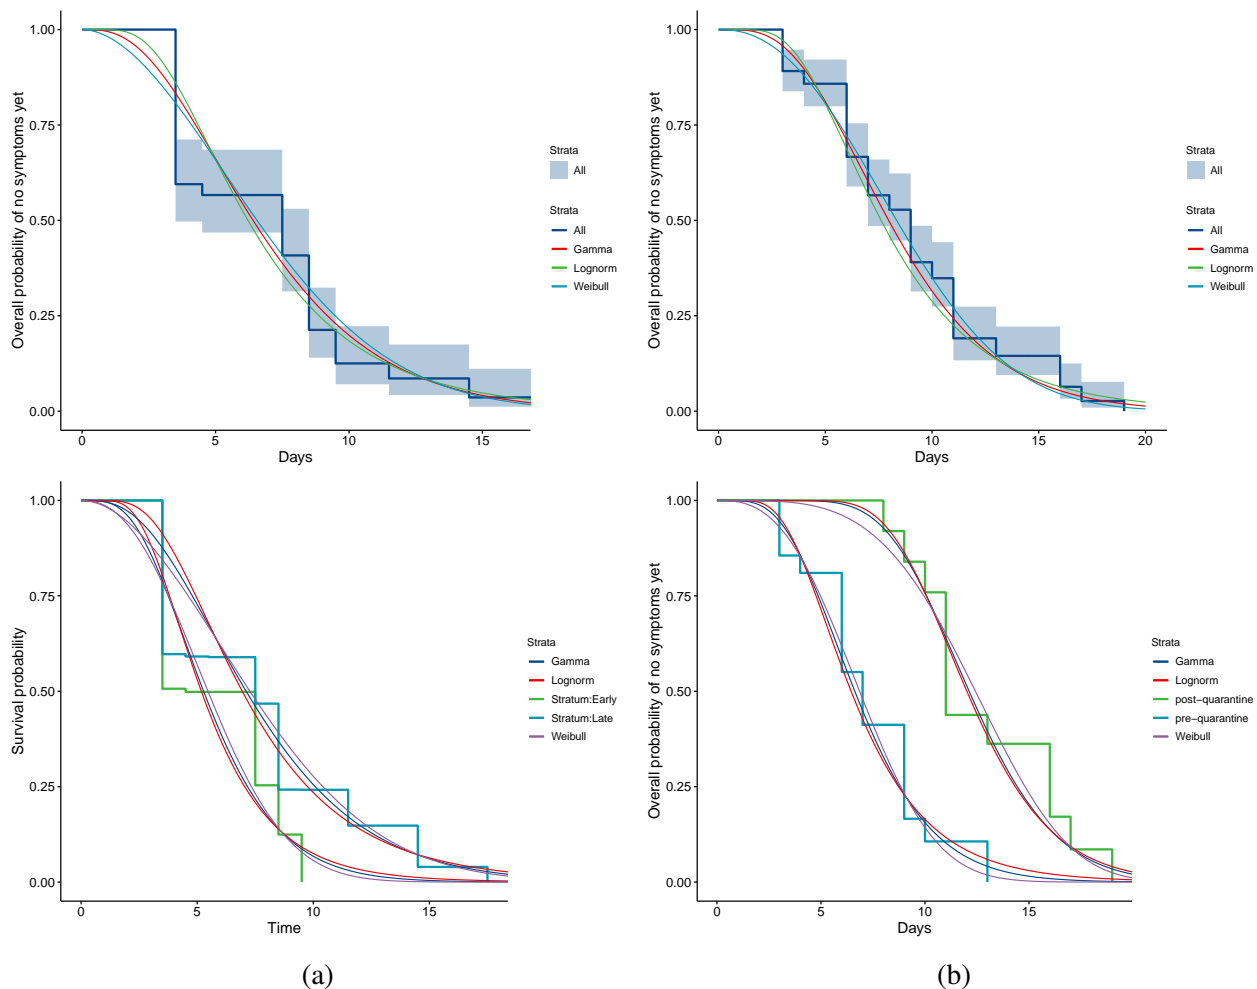 Overall probability of no symptoms yet
1.00
0.75
0.50
0.25
0.00
0 5 10 15
Days
Strata
All
Strata
All
Gamma
Lognorm
Weibull
Overall probability of no symptoms yet
1.00
0.75
0.50
0.25
0.00
0 5 10 15 20
Days
Strata
All
Strata
All
Gamma
Lognorm
Weibull
Survival probability
1.00
0.75
0.50
0.25
0.00
0 5 10 15
Time
Strata
Gamma
Lognorm
Stratum:Early
Stratum:Late
Weibull
(a)
Overall probability of no symptoms yet
1.00
0.75
0.50
0.25
0.00
0 5 10 15
Days
Strata
Gamma
Lognorm
post−quarantine
pre−quarantine
Weibull
(b)